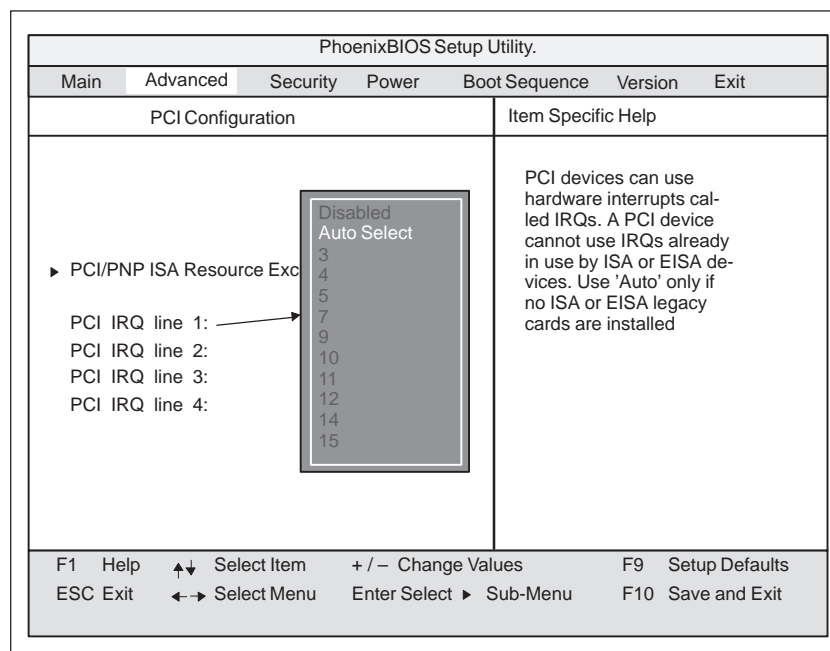 PhoenixBIOS Setup Utility.
Main Advanced Security Power Boot Sequence Version Exit
PCI Configuration
Item Specific Help
PCI/PNP ISA Resource Exc
PCI IRQ line 1:
PCI IRQ line 2:
PCI IRQ line 3:
PCI IRQ line 4:
Disabled
Auto Select
3
4
5
7
9
10
11
12
14
15
PCI devices can use
hardware interrupts cal-
led IRQs. A PCI device
cannot use IRQs already
in use by ISA or EISA de-
vices. Use 'Auto' only if
no ISA or EISA legacy
cards are installed
F1 Help Select Item + / – Change Values F9 Setup Defaults
ESC Exit Select Menu Enter Select Sub-Menu F10 Save and Exit